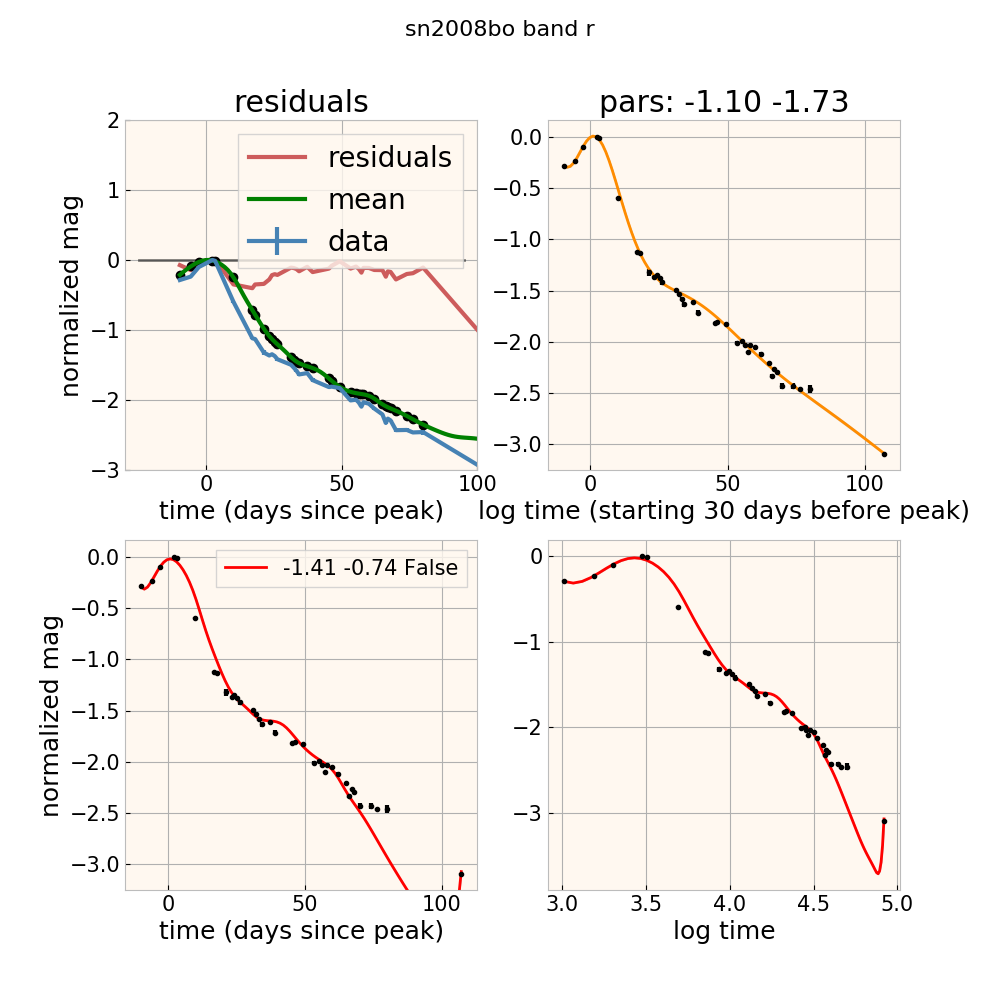 sn2008bo band r
residuals
pars: -1.10 -1.73
2
1
0
−1
−2
−3
normalized mag
residuals
mean
data
0
50
100
time (days since peak)
0.0
−0.5
−1.0
−1.5
−2.0
−2.5
−3.0
0
50
100
log time (starting 30 days before peak)
0.0
−0.5
−1.0
−1.5
−2.0
−2.5
−3.0
normalized mag
-1.41 -0.74 False
0
50
100
time (days since peak)
0
−1
−2
−3
3.0
3.5
4.0
4.5
5.0
log time